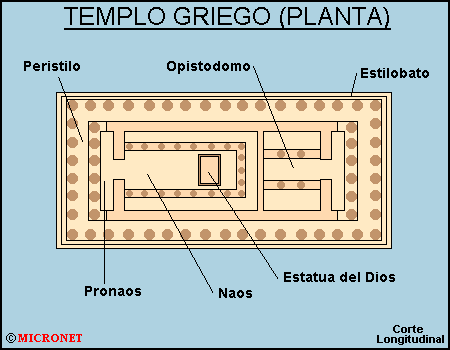 TEMPLO GRIEGO (PLANTA)
Peristilo
Opistodomo
Estilobato
Pronaos
Naos
Estatua del Dios
© MICRONET
Corte
Longitudinal